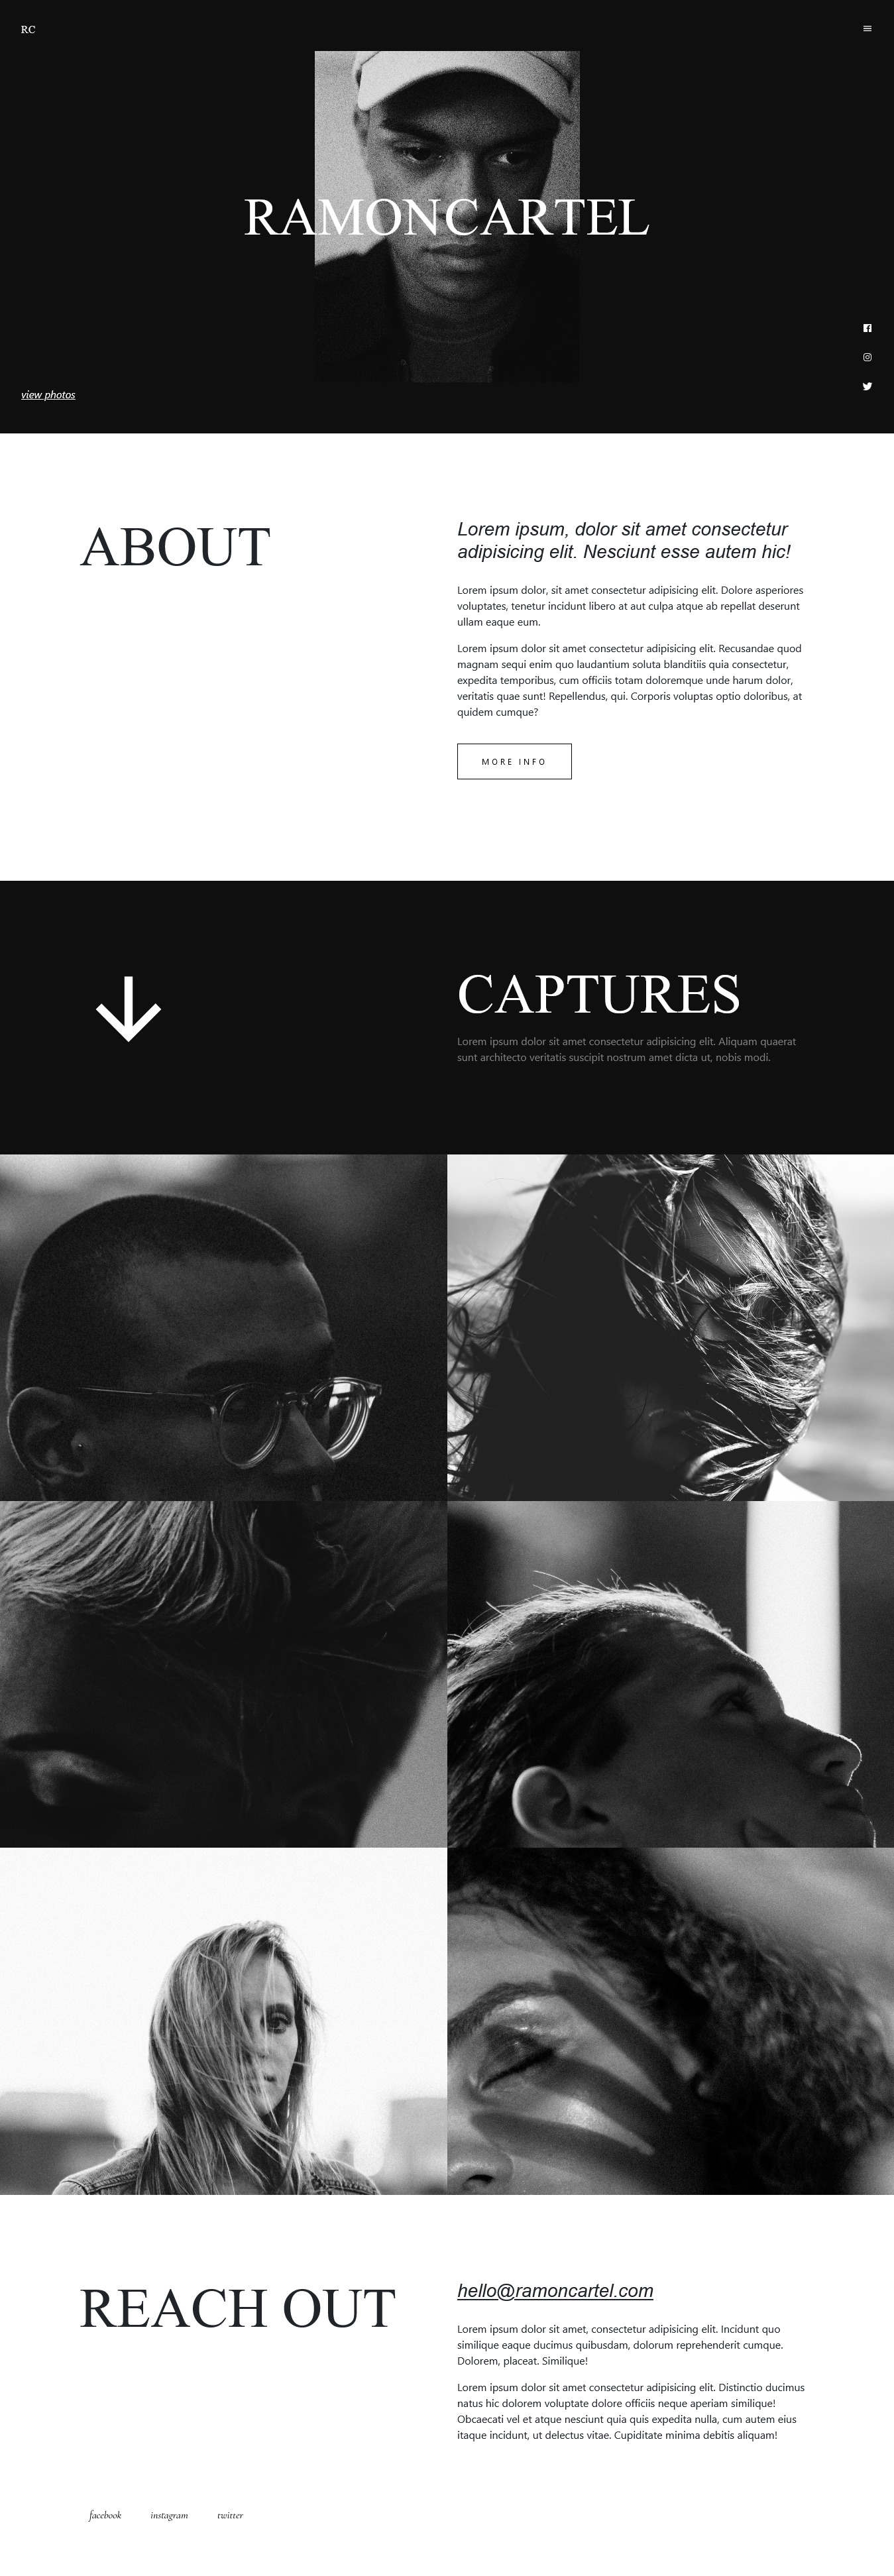 RC
RAMONCARTEL
view photos
ABOUT
Lorem ipsum, dolor sit amet consectetur
adipisicing elit. Nesciunt esse autem hic!
Lorem ipsum dolor, sit amet consectetur adipisicing elit. Dolore asperiores
voluptates, tenetur incidunt libero at aut culpa atque ab repellat deserunt
ullam eaque eum.
Lorem ipsum dolor sit amet consectetur adipisicing elit. Recusandae quod
magnam sequi enim quo laudantium soluta blanditiis quia consectetur,
expedita temporibus, cum officiis totam doloremque unde harum dolor,
veritatis quae sunt! Repellendus, qui. Corporis voluptas optio doloribus, at
quidem cumque?
MORE INFO
CAPTURES
Lorem ipsum dolor sit amet consectetur adipisicing elit. Aliquam quaerat
sunt architecto veritatis suscipit nostrum amet dicta ut, nobis modi.
REACH OUT
hello@ramoncartel.com
Lorem ipsum dolor sit amet, consectetur adipisicing elit. Incidunt quo
similique eaque ducimus quibusdam, dolorum reprehenderit cumque.
Dolorem, placeat. Similique!
Lorem ipsum dolor sit amet consectetur adipisicing elit. Distinctio ducimus
natus hic dolorem voluptate dolore officiis neque aperiam similique!
Obcaecati vel et atque nesciunt quia quis expedita nulla, cum autem eius
itaque incidunt, ut delectus vitae. Cupiditate minima debitis aliquam!
facebook instagram twitter